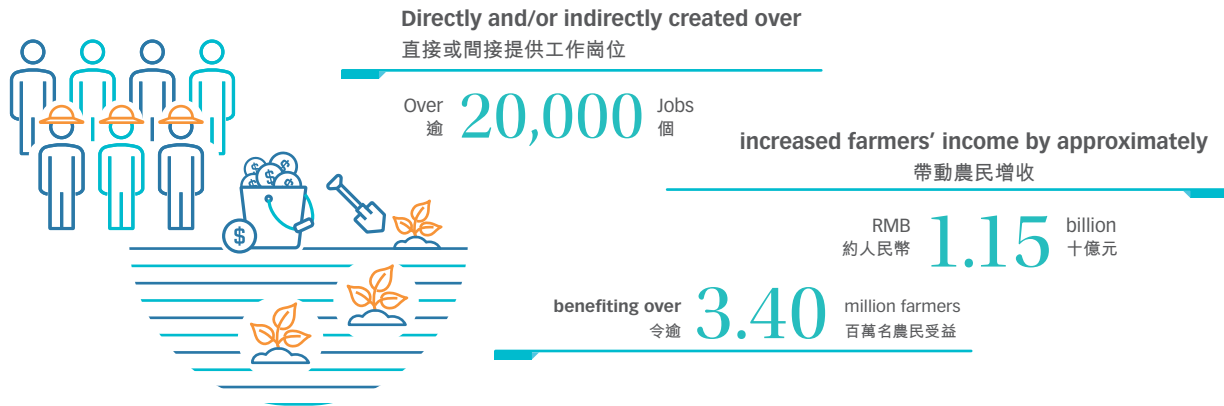 Directly and/or indirectly created over
直接或間接提供工作崗位
Over
逾
20,000
Jobs
個
increased farmers’ income by approximately
帶動農民增收
RMB
約人民幣
1.15
billion
十億元
benefiting over
令逾
3.40
million farmers
百萬名農民受益
$
$
$
$
$
$